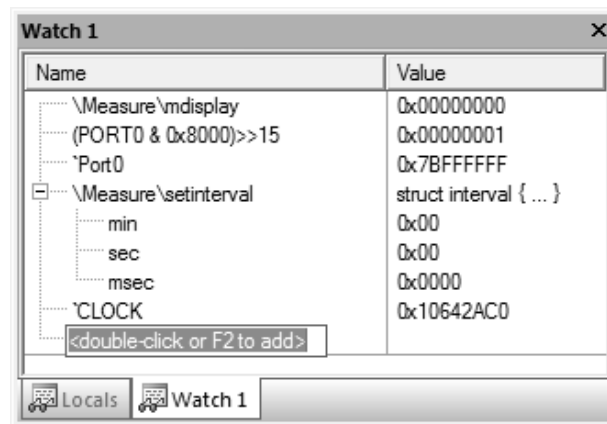 Watch 1
Name Value
\Measure\mdisplay 0x00000000
(PORT0 & 0x8000)>>15 0x00000001
`Port0 0x7BFFFFFF
\Measure\setinterval struct interval { ... }
min 0x00
sec 0x00
msec 0x0000
`CLOCK 0x10642AC0
<double-click or F2 to add>
Locals Watch 1